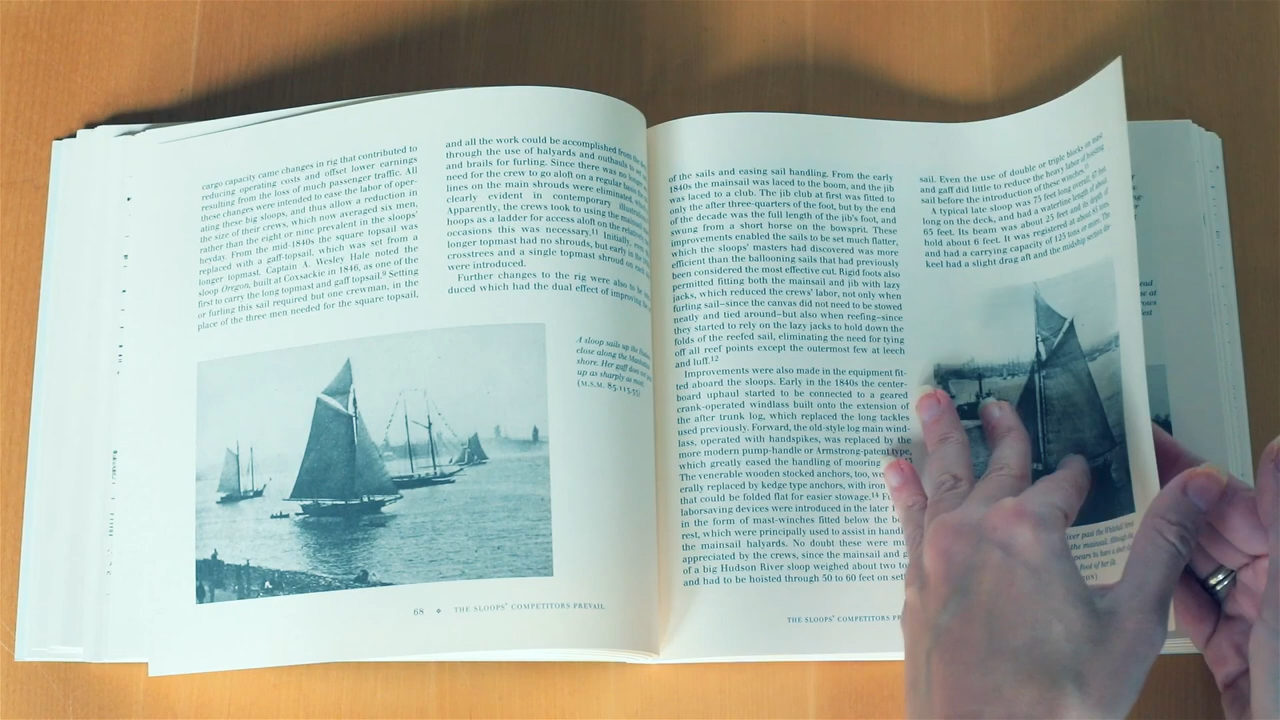 cargo capacity came changes in rig that contributed to
reducing operating costs and offset lower earnings
resulting from the loss of much passenger traffic. All
these changes were intended to ease the labor of oper-
ating these big sloops, and thus allow a reduction in
the size of their crews, which now averaged six men,
rather than the eight or nine prevalent in the sloops'
heyday. From the mid-1840s the square topsail was
replaced with a gaff-topsail, which was set from a
longer topmast. Captain A. Wesley Hale noted the
sloop Oregon, built at Coxsackie in 1846, as one of the
first to carry the long topmast and gaff topsail.9 Setting
or furling this sail required but one crewman, in the
place of the three men needed for the square topsail,
and all the work could be accomplished from the
through the use of halyards and outhauls to set
and brails for furling. Since there was no longer
need for the crew to go aloft on a regular basis
lines on the main shrouds were eliminated,
clearly evident in contemporary
Apparently, the crews took to using the mainsail
hoops as a ladder for access aloft on the
occasions this was necessary.11 Initially,
longer topmast had no shrouds, but early in the
crosstrees and a single topmast shroud on each
were introduced.
Further changes to the rig were also to be
duced which had the dual effect of improving
A sloop sails up the
close along the Manhattan
shore. Her gaff does not
up as sharply as most
(M.S.M. 85.115.55)
68 ❖ THE SLOOPS' COMPETITORS PREVAIL
of the sails and easing sail handling. From the early
1840s the mainsail was laced to the boom, and the jib
was laced to a club. The jib club at first was fitted to
only the after three-quarters of the foot, but by the end
of the decade was the full length of the jib's foot, and
swung from a short horse on the bowsprit. These
improvements enabled the sails to be set much flatter,
which the sloops' masters had discovered was more
efficient than the ballooning sails that had previously
been considered the most effective cut. Rigid foots also
permitted fitting both the mainsail and jib with lazy
jacks, which reduced the crews' labor, not only when
furling sail–since the canvas did not need to be stowed
neatly and tied around–but also when reefing–since
they started to rely on the lazy jacks to hold down the
folds of the reefed sail, eliminating the need for tying
off all reef points except the outermost few at leech
and luff.12
Improvements were also made in the equipment fit-
ted aboard the sloops. Early in the 1840s the center-
board uphaul started to be connected to a geared
crank-operated windlass built onto the extension of
the after trunk log, which replaced the long tackles
used previously. Forward, the old-style log main wind-
lass, operated with handspikes, was replaced by the
more modern pump-handle or Armstrong-patent type,
which greatly eased the handling of mooring
The venerable wooden stocked anchors, too, we
erally replaced by kedge type anchors, with iron
that could be folded flat for easier stowage.14
laborsaving devices were introduced in the later
in the form of mast-winches fitted below the
rest, which were principally used to assist in
the mainsail halyards. No doubt these were
appreciated by the crews, since the mainsail and
of a big Hudson River sloop weighed about two
and had to be hoisted through 50 to 60 feet on
THE SLOOPS' COMPETITORS
sail. Even the use of double or triple blocks on
and gaff did little to reduce the heavy labor of hoisting
sail before the introduction of these winches.
A typical late sloop was 75 feet long overall, 67 feet
long on the deck, and had a waterline length of about
65 feet. Its beam was about 25 feet and its depth of
hold about 6 feet. It was registered at about 85 tons,
and had a carrying capacity of 125 tons or more. The
keel had a slight drag aft and the midship section